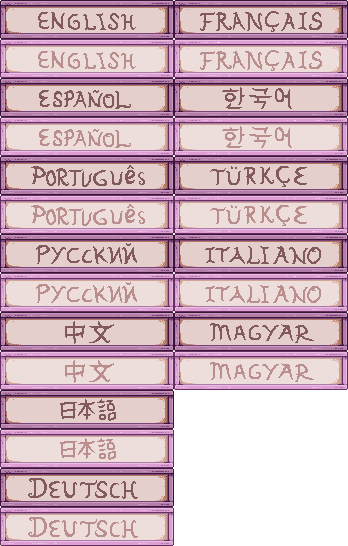 ENGLISH FRANÇAIS
ENGLISH FRANÇAIS
ESPAÑOL 한국어
ESPAÑOL 한국어
PORTUGUÊS TÜRKÇE
PORTUGUÊS TÜRKÇE
РУССКИЙ ITALIANO
РУССКИЙ ITALIANO
中文 MAGYAR
中文 MAGYAR
日本語
日本語
DEUTSCH
DEUTSCH